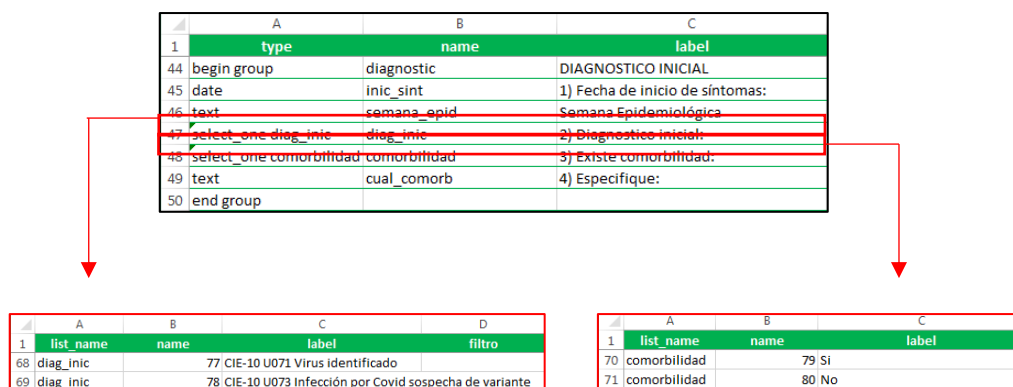 A B C
1 type name label
44 begin group diagnostic DIAGNOSTICO INICIAL
45 date inic_sint 1) Fecha de inicio de síntomas:
46 text semana_epid Semana Epidemiológica
47 select_one diag_inic diag_inic 2) Diagnostico inicial:
48 select_one comorbilidad comorbilidad 3) Existe comorbilidad:
49 text cual_comorb 4) Especifique:
50 end group
A B C D
1 list_name name label filtro
68 diag_inic 77 CIE-10 U071 Virus identificado
69 diag_inic 78 CIE-10 U073 Infección por Covid sospecha de variante
A B C
1 list_name name label
70 comorbilidad 79 Si
71 comorbilidad 80 No